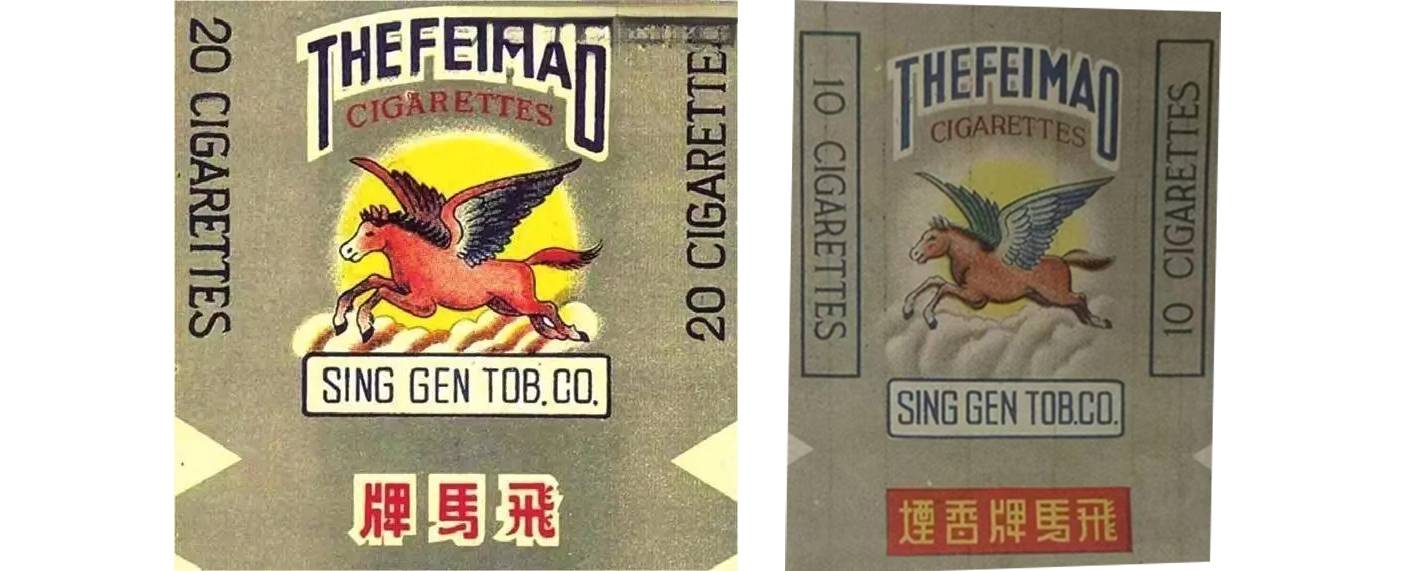 20 CIGARETTES
THEFEIMAO
CIGARETTES
20 CIGARETTE
SING GEN TOB.CO.
飛馬牌
10 CIGARETTES
THEFEIMAO
CIGARETTES
10 CIGARETTES
SING GEN TOB.CO.
飛馬牌香煙